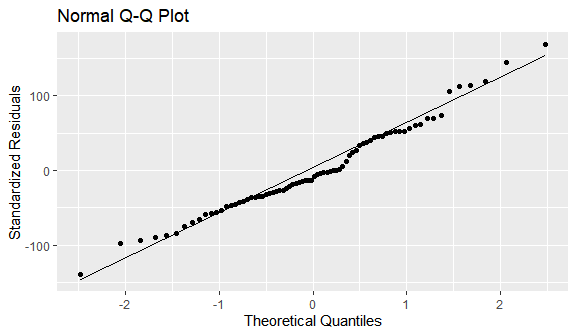 Normal Q-Q Plot
Standardized Residuals
100
0
-100
-2
-1
0
1
2
Theoretical Quantiles